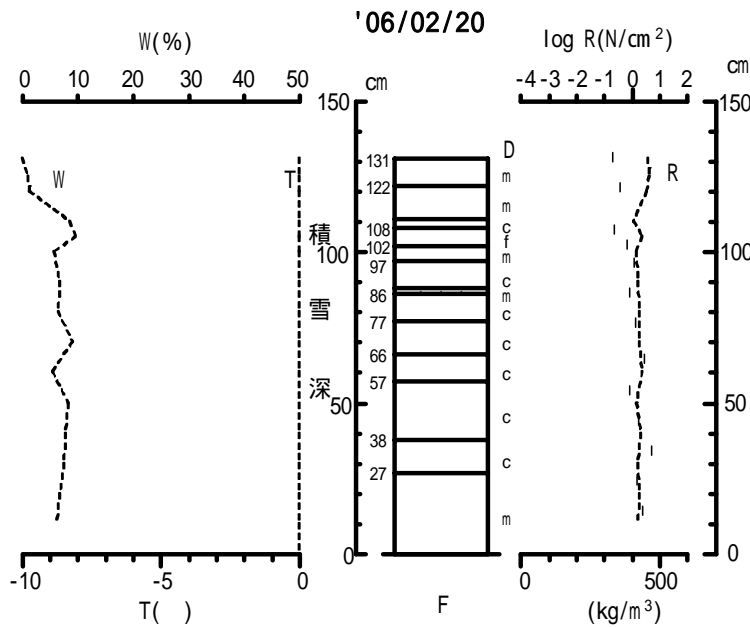 '06/02/20
W(%)
0 10 20 30 40 50
cm
150
100
50
0
W
T
積雪深
-10 -5 0
T( )
D
131
122
108
102
97
86
77
66
57
38
27
m
m
c
f
m
c
m
c
c
c
c
c
m
F
log R(N/cm²)
-4 -3 -2 -1 0 1 2
R
cm
150
100
50
0
0 500
(kg/m³)